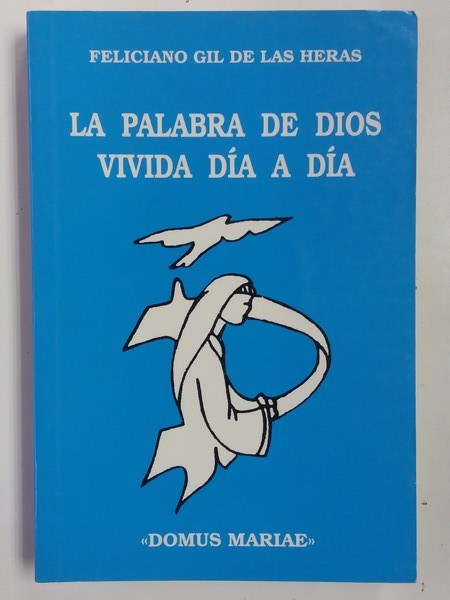 FELICIANO GIL DE LAS HERAS
LA PALABRA DE DIOS
VIVIDA DÍA A DÍA
«DOMUS MARIAE»